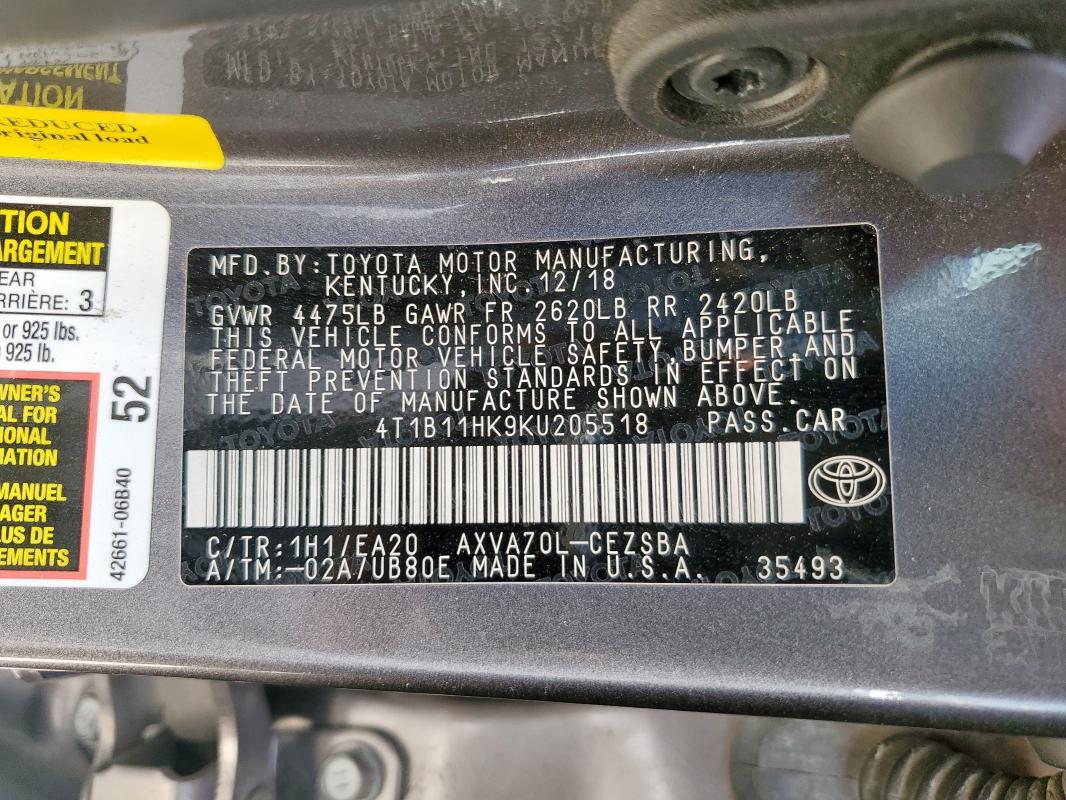 REDUCED
original load
TION
ARGEMENT
EAR
RRIÈRE: 3
or 925 lbs.
925 lb.
WNER'S
AL FOR
TIONAL
MATION
MANUEL
AGER
LUS DE
EMENTS
52
42661-06B40
MFD.BY:TOYOTA MOTOR MANUFACTURING,
KENTUCKY,INC.12/18
GVWR 4475LB GAWR FR 2620LB RR 2420LB
THIS VEHICLE CONFORMS TO ALL APPLICABLE
FEDERAL MOTOR VEHICLE SAFETY,BUMPER,AND
THEFT PREVENTION STANDARDS IN EFFECT ON
THE DATE OF MANUFACTURE SHOWN ABOVE.
4T1B11HK9KU205518 PASS.CAR
C/TR:1H1/EA20 AXVA70L-CEZSBA
A/TM:-02A/UB80E MADE IN U.S.A. 35493